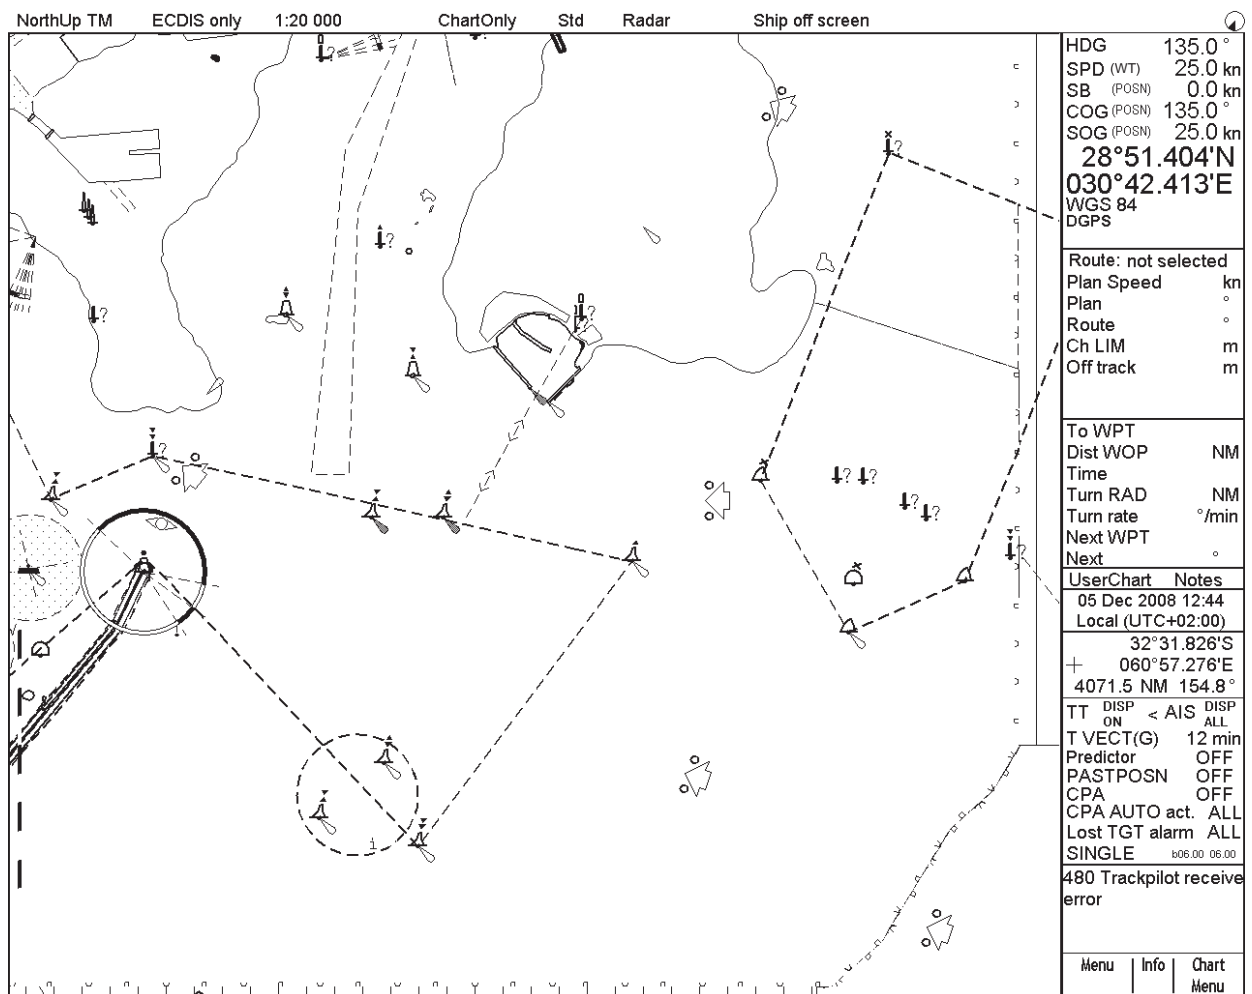 NorthUp TM ECDIS only 1:20 000 ChartOnly Std Radar Ship off screen
HDG 135.0 °
SPD (WT) 25.0 kn
SB (POSN) 0.0 kn
COG (POSN) 135.0 °
SOG (POSN) 25.0 kn
28°51.404'N
030°42.413'E
WGS 84
DGPS
Route: not selected
Plan Speed kn
Plan °
Route °
Ch LIM m
Off track m
To WPT
Dist WOP NM
Time
Turn RAD NM
Turn rate °/min
Next WPT
Next °
UserChart Notes
05 Dec 2008 12:44
Local (UTC+02:00)
32°31.826'S
060°57.276'E
4071.5 NM 154.8°
TT DISP ON < AIS DISP ALL
T VECT(G) 12 min
Predictor OFF
PASTPOSN OFF
CPA OFF
CPA AUTO act. ALL
Lost TGT alarm ALL
SINGLE b06.00 06.00
480 Trackpilot receive
error
Menu Info Chart
Menu